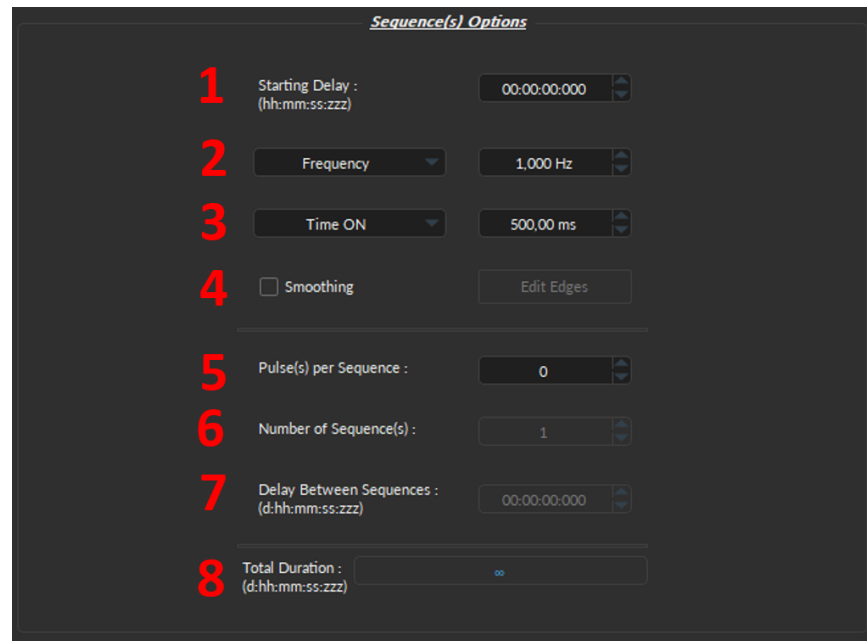 Sequence(s) Options
1 Starting Delay : 00:00:00:000
(hh:mm:ss:zzz)
2 Frequency 1,000 Hz
3 Time ON 500,00 ms
4 Smoothing Edit Edges
5 Pulse(s) per Sequence : 0
6 Number of Sequence(s) : 1
7 Delay Between Sequences : 00:00:00:000
(d:hh:mm:ss:zzz)
8 Total Duration : ∞
(d:hh:mm:ss:zzz)